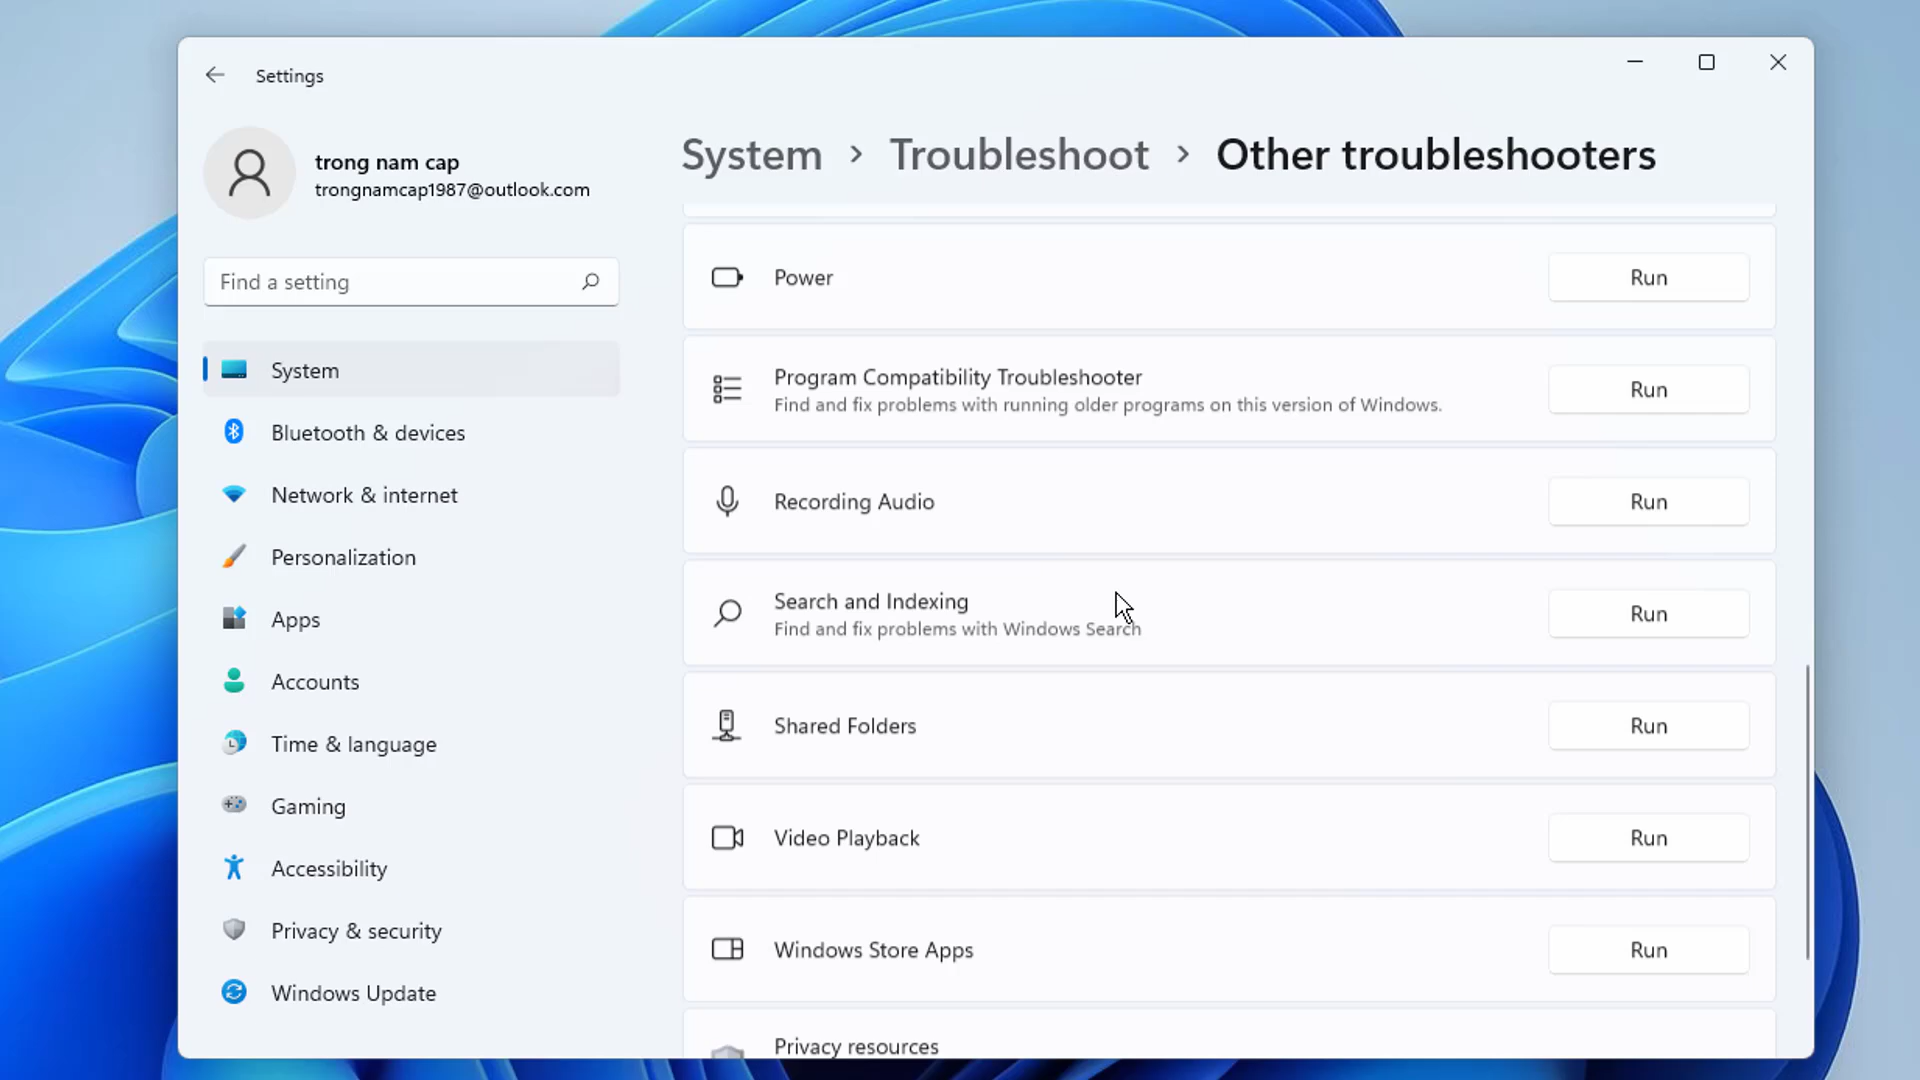 Settings
trong nam cap
trongnamcap1987@outlook.com
Find a setting
System
Bluetooth & devices
Network & internet
Personalization
Apps
Accounts
Time & language
Gaming
Accessibility
Privacy & security
Windows Update
System > Troubleshoot > Other troubleshooters
Power
Run
Program Compatibility Troubleshooter
Find and fix problems with running older programs on this version of Windows.
Run
Recording Audio
Run
Search and Indexing
Find and fix problems with Windows Search
Run
Shared Folders
Run
Video Playback
Run
Windows Store Apps
Run
Privacy resources